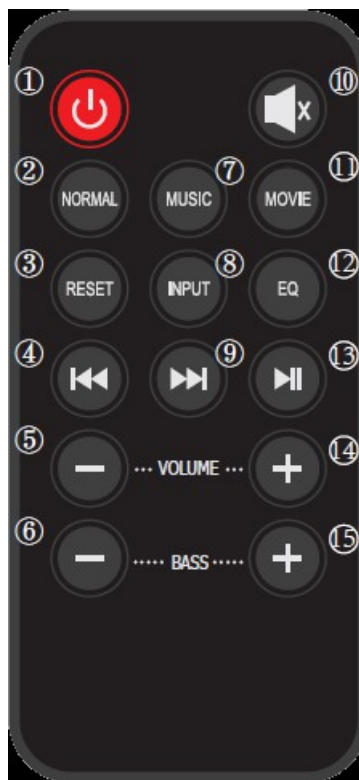 ① ⑩
② NORMAL MUSIC ⑦ MOVIE ⑪
③ RESET INPUT ⑧ EQ ⑫
④ ⑨ ⑬
⑤ − ··· VOLUME ··· + ⑭
⑥ − ····· BASS ····· + ⑮